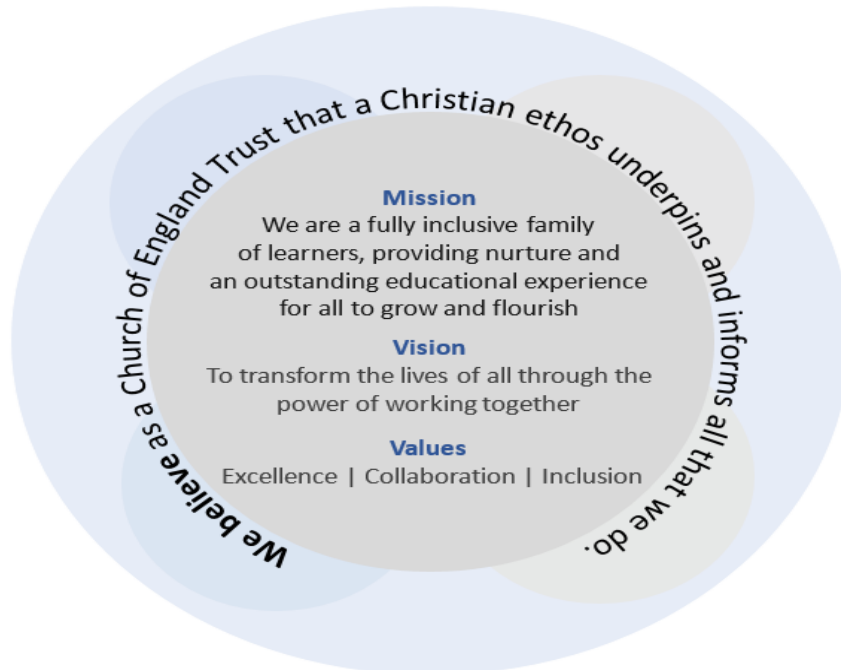 We believe as a Church of England Trust that a Christian ethos underpins and informs all that we do.
Mission
We are a fully inclusive family
of learners, providing nurture and
an outstanding educational experience
for all to grow and flourish
Vision
To transform the lives of all through the
power of working together
Values
Excellence | Collaboration | Inclusion